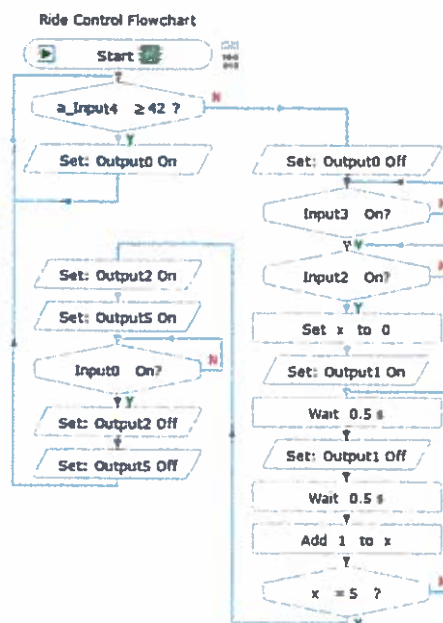 Ride Control Flowchart
Start
a_Input4 ≥ 42 ?
N
Y
Set: Output0 On
Set: Output0 Off
Input3 On?
N
Y
Input2 On?
N
Y
Set x to 0
Set: Output1 On
Wait 0.5 s
Set: Output1 Off
Wait 0.5 s
Add 1 to x
x = 5 ?
N
Y
Set: Output2 On
Set: Output5 On
Input0 On?
N
Y
Set: Output2 Off
Set: Output5 Off